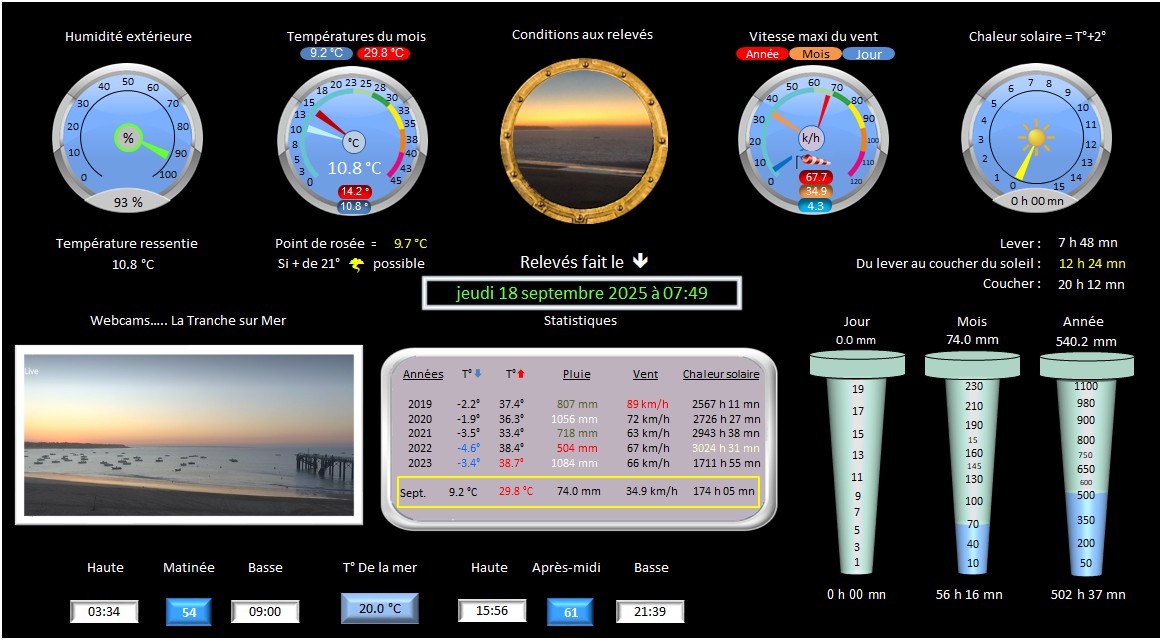 Humidité extérieure
0 10 20 30 40 50 60 70 80 90 100
%
93 %
Températures du mois
9.2 °C 29.8 °C
0 3 5 8 10 13 15 18 20 23 25 28 30 33 35 38 40 43 45
°C
10.8 °C
14.2 °
10.8 °
Conditions aux relevés
Vitesse maxi du vent
Année Mois Jour
0 10 20 30 40 50 60 70 80 90 100 110 120
k/h
67.7
34.9
4.3
Chaleur solaire = T°+2°
0 1 2 3 4 5 6 7 8 9 10 11 12 13 14 15
0 h 00 mn
Température ressentie
10.8 °C
Point de rosée = 9.7 °C
Si + de 21° possible
Relevés fait le
jeudi 18 septembre 2025 à 07:49
Lever : 7 h 48 mn
Du lever au coucher du soleil : 12 h 24 mn
Coucher : 20 h 12 mn
Webcams….. La Tranche sur Mer
Live
Statistiques
Années T° T° Pluie Vent Chaleur solaire
2019 -2.2° 37.4° 807 mm 89 km/h 2567 h 11 mn
2020 -1.9° 36.3° 1056 mm 72 km/h 2726 h 27 mn
2021 -3.5° 33.4° 718 mm 63 km/h 2943 h 38 mn
2022 -4.6° 38.4° 504 mm 67 km/h 3024 h 31 mn
2023 -3.4° 38.7° 1084 mm 66 km/h 1711 h 55 mn
Sept. 9.2 °C 29.8 °C 74.0 mm 34.9 km/h 174 h 05 mn
Jour
0.0 mm
19
17
15
13
11
9
7
5
3
1
0 h 00 mn
Mois
74.0 mm
230
210
190
15
160
145
130
100
70
40
10
56 h 16 mn
Année
540.2 mm
1100
980
900
800
750
650
600
500
350
200
50
502 h 37 mn
Haute Matinée Basse
03:34 54 09:00
T° De la mer
20.0 °C
Haute Après-midi Basse
15:56 61 21:39